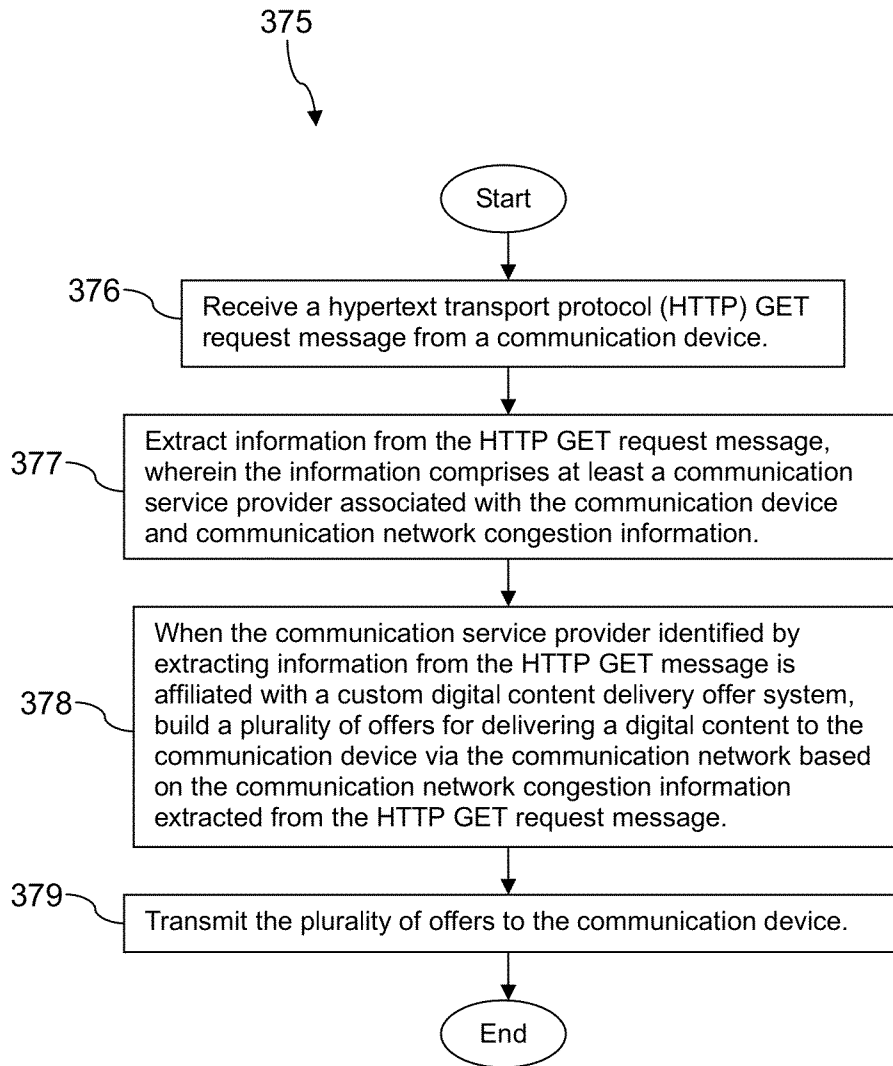 375
Start
376
Receive a hypertext transport protocol (HTTP) GET
request message from a communication device.
377
Extract information from the HTTP GET request message,
wherein the information comprises at least a communication
service provider associated with the communication device
and communication network congestion information.
378
When the communication service provider identified by
extracting information from the HTTP GET message is
affiliated with a custom digital content delivery offer system,
build a plurality of offers for delivering a digital content to the
communication device via the communication network based
on the communication network congestion information
extracted from the HTTP GET request message.
379
Transmit the plurality of offers to the communication device.
End